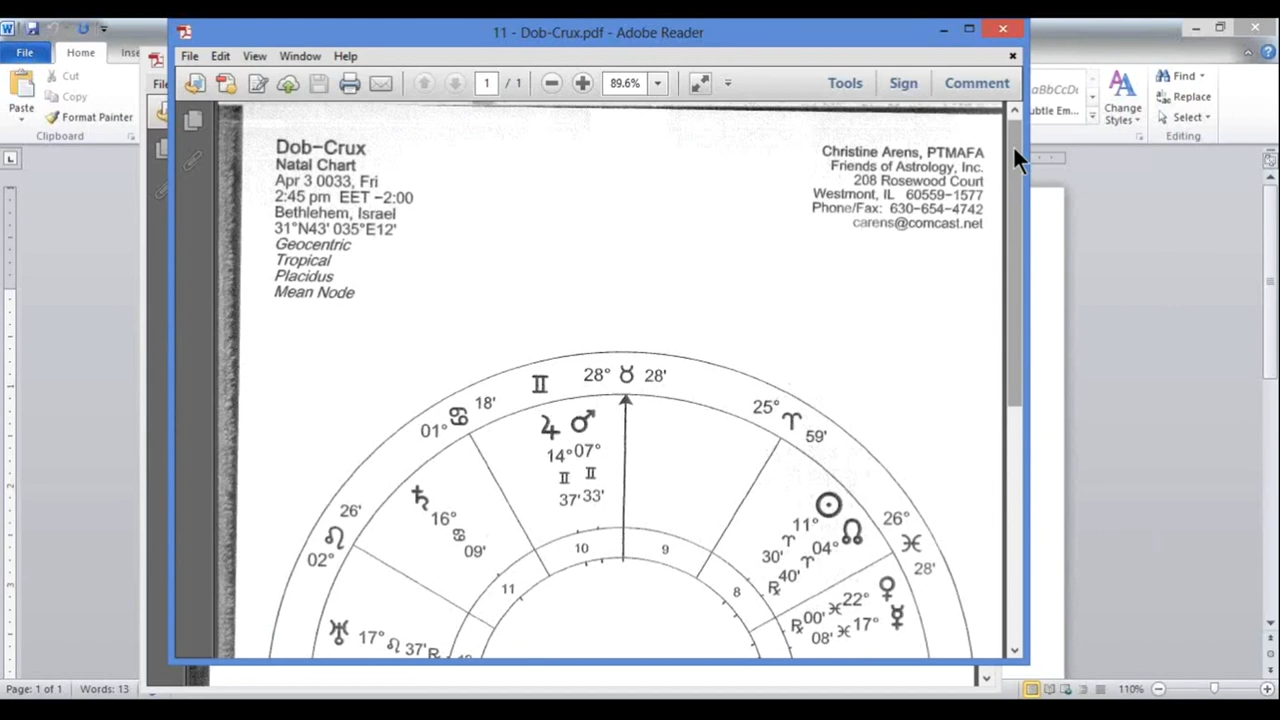 11 - Dob-Crux.pdf - Adobe Reader
File
Home
Inse
File Edit View Window Help
Cut
Copy
Paste
Format Painter
Clipboard
1 / 1
89.6%
Tools Sign Comment
Change Styles
Find
Replace
Select
Editing
Dob-Crux
Natal Chart
Apr 3 0033, Fri
2:45 pm EET -2:00
Bethlehem, Israel
31°N43' 035°E12'
Geocentric
Tropical
Placidus
Mean Node
Christine Arens, PTMAFA
Friends of Astrology, Inc.
208 Rosewood Court
Westmont, IL 60559-1577
Phone/Fax: 630-654-4742
carens@comcast.net
♊ 28° ♉ 28'
01° ♋ 18'
25° ♈ 59'
♃ ♂
14° 07°
♊ ♊
37' 33'
♄ 16° ♋ 09'
02° ♌ 26'
☉ 11° ♈ 30'
☊ 04° ♈ 40' ℞
26° ♓ 28'
10 9
11 8
♀ 22° ♓ 00' ℞
☿ 17° ♓ 08'
♅ 17° ♌ 37' ℞
Page: 1 of 1 Words: 13
110%